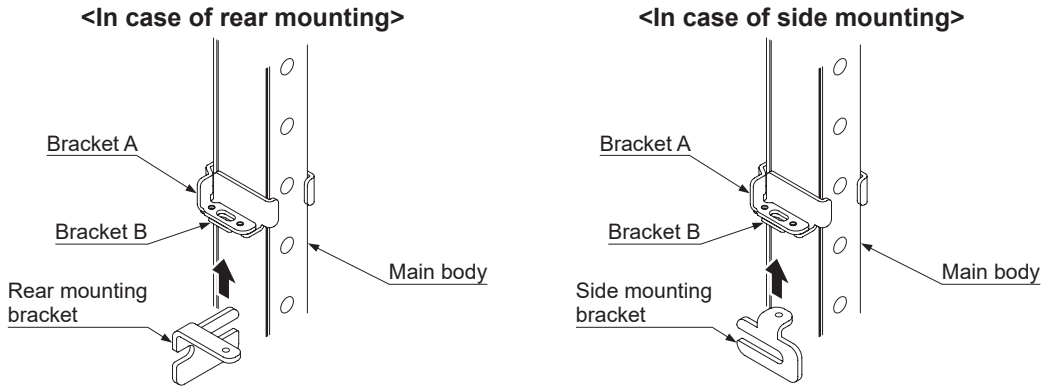 <In case of rear mounting>
Bracket A
Bracket B
Main body
Rear mounting
bracket
<In case of side mounting>
Bracket A
Bracket B
Main body
Side mounting
bracket